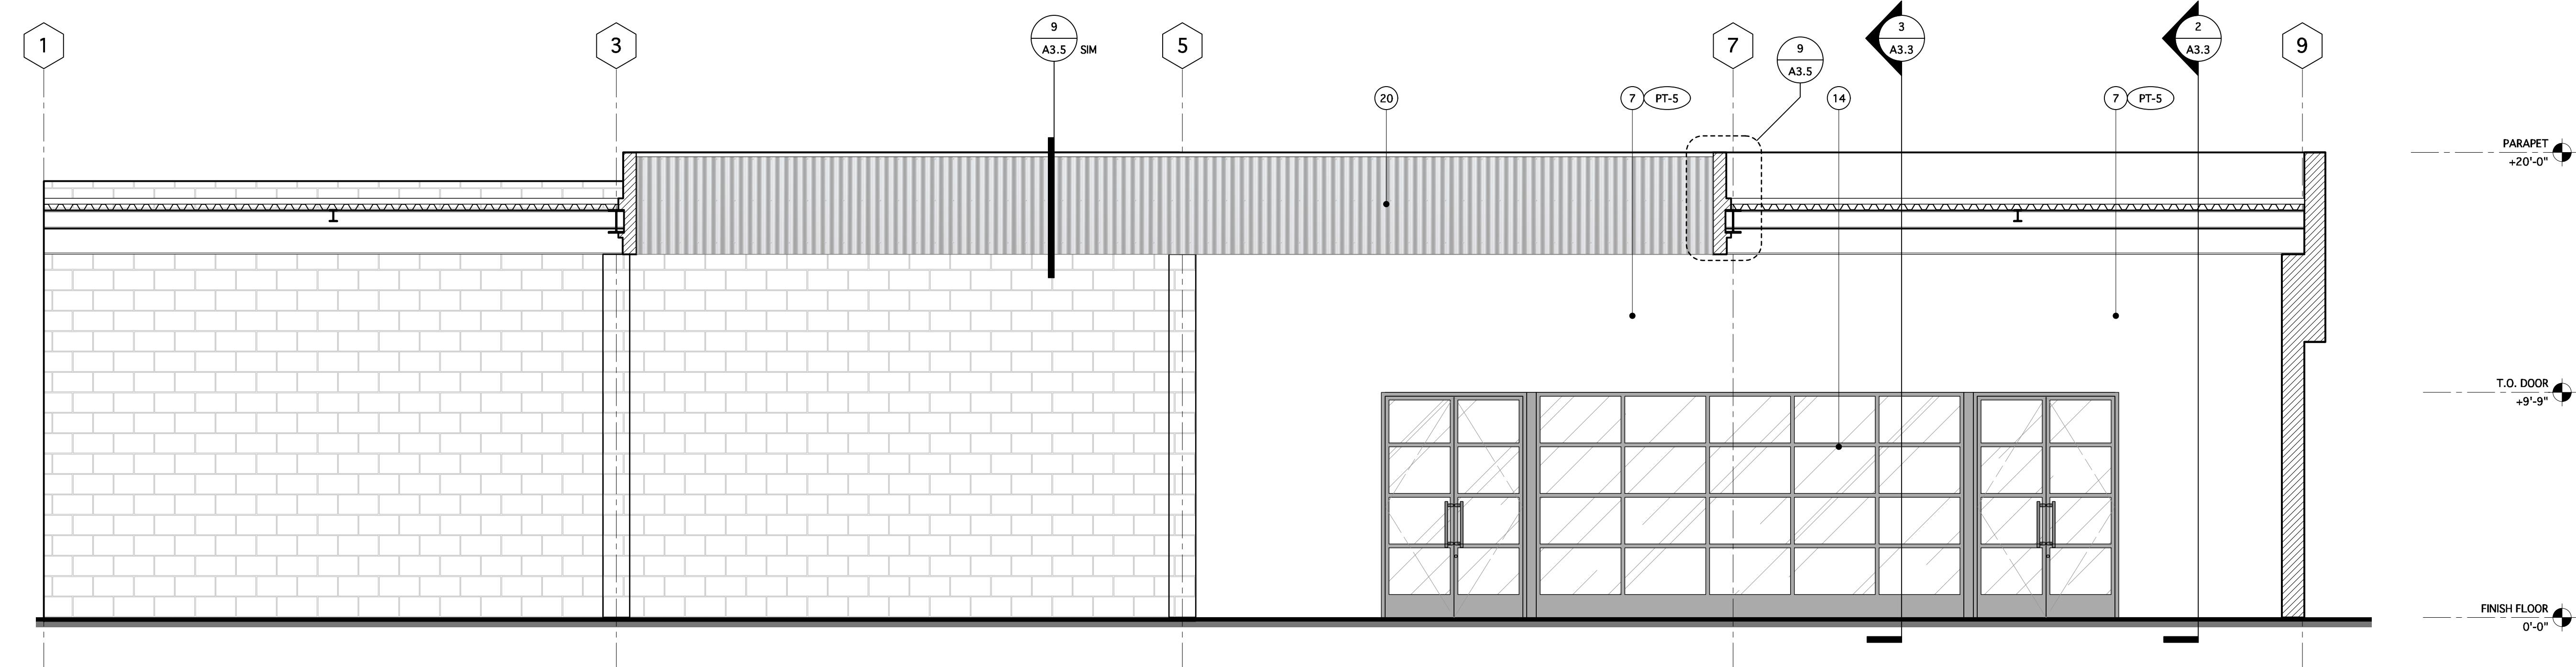 1
3
9
A3.5 SIM
5
7
9
A3.5
3
A3.3
2
A3.3
9
20
7 PT-5
14
7 PT-5
PARAPET
+20'-0"
T.O. DOOR
+9'-9"
FINISH FLOOR
0'-0"